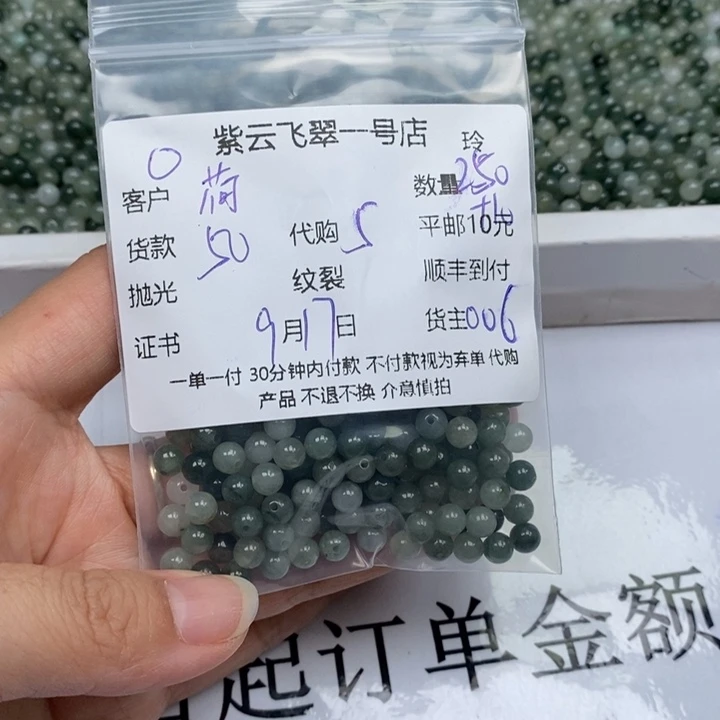 紫云飞翠一号店 玲
O
客户 荷 数量 250
货款 50 代购 5 平邮10元
抛光 纹裂 顺丰到付
证书 9月17日 货主006
一单一付 30分钟内付款 不付款视为弃单 代购
产品 不退不换 介意慎拍
起订单金额